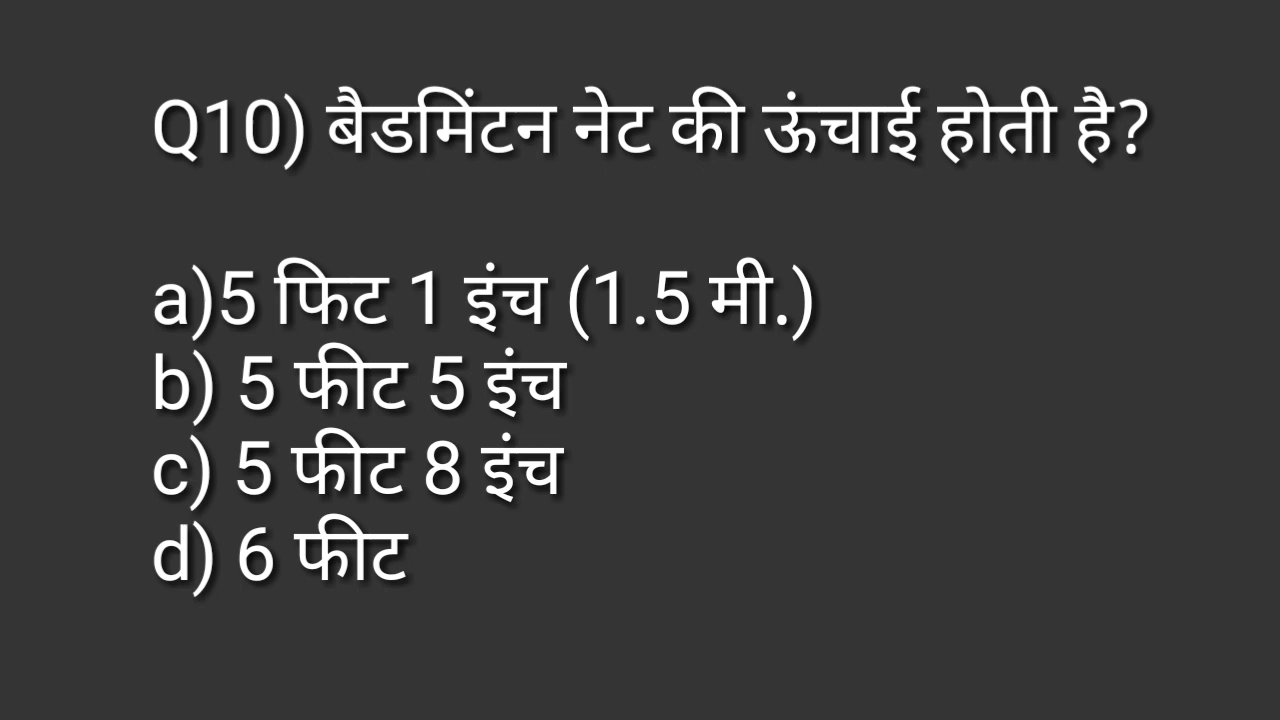 Q10) बैडमिंटन नेट की ऊंचाई होती है?
a)5 फिट 1 इंच (1.5 मी.)
b) 5 फीट 5 इंच
c) 5 फीट 8 इंच
d) 6 फीट